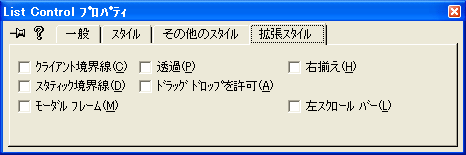 List Control ﾌﾟﾛﾊﾟﾃｨ
一般 ｽﾀｲﾙ その他のｽﾀｲﾙ 拡張ｽﾀｲﾙ
ｸﾗｲｱﾝﾄ境界線(C) 透過(P) 右揃え(H)
ｽﾀﾃｨｯｸ境界線(D) ﾄﾞﾗｯｸﾞ ﾄﾞﾛｯﾌﾟを許可(A)
ﾓｰﾀﾞﾙ ﾌﾚｰﾑ(M) 左ｽｸﾛｰﾙ ﾊﾞｰ(L)